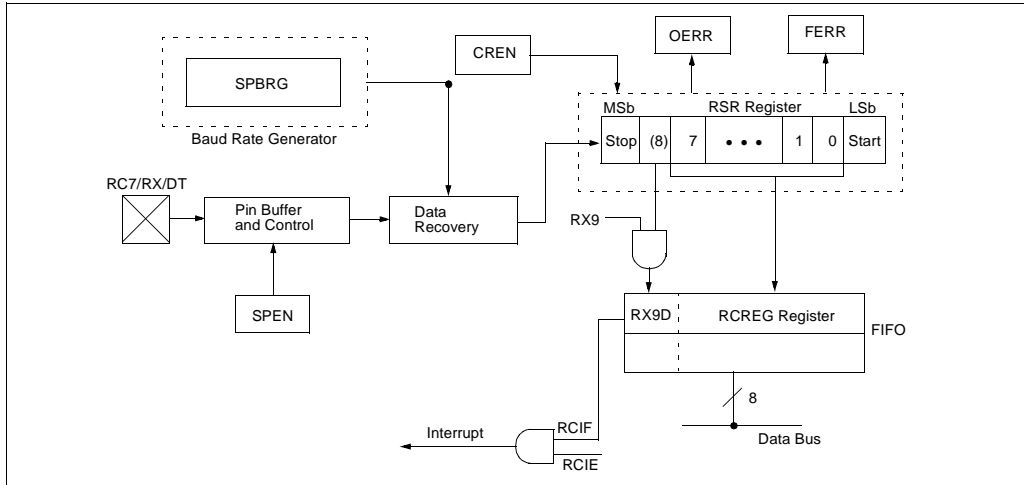 OERR
FERR
CREN
SPBRG
Baud Rate Generator
MSb
RSR Register
LSb
Stop (8) 7 • • • 1 0 Start
RC7/RX/DT
Pin Buffer
and Control
Data
Recovery
RX9
SPEN
RX9D
RCREG Register
FIFO
8
Data Bus
Interrupt
RCIF
RCIE